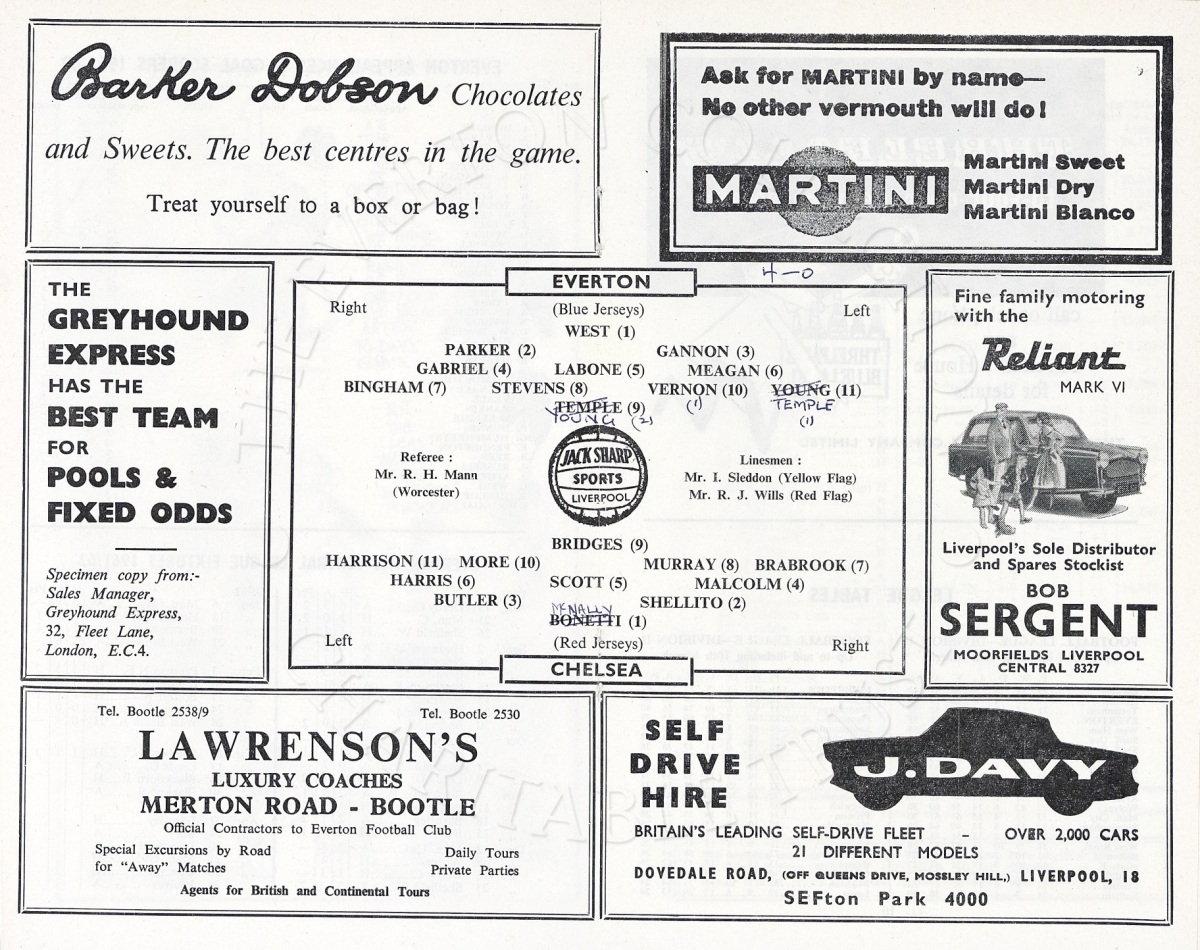 Barker Dobson Chocolates
and Sweets. The best centres in the game.
Treat yourself to a box or bag!
Ask for MARTINI by name—
No other vermouth will do!
MARTINI
Martini Sweet
Martini Dry
Martini Bianco
THE
GREYHOUND
EXPRESS
HAS THE
BEST TEAM
FOR
POOLS &
FIXED ODDS
Specimen copy from:-
Sales Manager,
Greyhound Express,
32, Fleet Lane,
London, E.C.4.
4-0
EVERTON
Right (Blue Jerseys) Left
WEST (1)
PARKER (2) GANNON (3)
GABRIEL (4) LABONE (5) MEAGAN (6)
BINGHAM (7) STEVENS (8) VERNON (10) YOUNG (11)
TEMPLE (9) (1) TEMPLE
YOUNG (2) (1)
Referee :
Mr. R. H. Mann
(Worcester)
JACK SHARP
SPORTS
LIVERPOOL
Linesmen :
Mr. I. Sleddon (Yellow Flag)
Mr. R. J. Wills (Red Flag)
BRIDGES (9)
HARRISON (11) MORE (10) MURRAY (8) BRABROOK (7)
HARRIS (6) SCOTT (5) MALCOLM (4)
BUTLER (3) SHELLITO (2)
McNALLY
BONETTI (1)
Left (Red Jerseys) Right
CHELSEA
Fine family motoring
with the
Reliant
MARK VI
Liverpool's Sole Distributor
and Spares Stockist
BOB
SERGENT
MOORFIELDS LIVERPOOL
CENTRAL 8327
Tel. Bootle 2538/9 Tel. Bootle 2530
LAWRENSON'S
LUXURY COACHES
MERTON ROAD - BOOTLE
Official Contractors to Everton Football Club
Special Excursions by Road
for "Away" Matches
Daily Tours
Private Parties
Agents for British and Continental Tours
SELF
DRIVE
HIRE
J. DAVY
BRITAIN'S LEADING SELF-DRIVE FLEET – OVER 2,000 CARS
21 DIFFERENT MODELS
DOVEDALE ROAD, (OFF QUEENS DRIVE, MOSSLEY HILL,) LIVERPOOL, 18
SEFton Park 4000